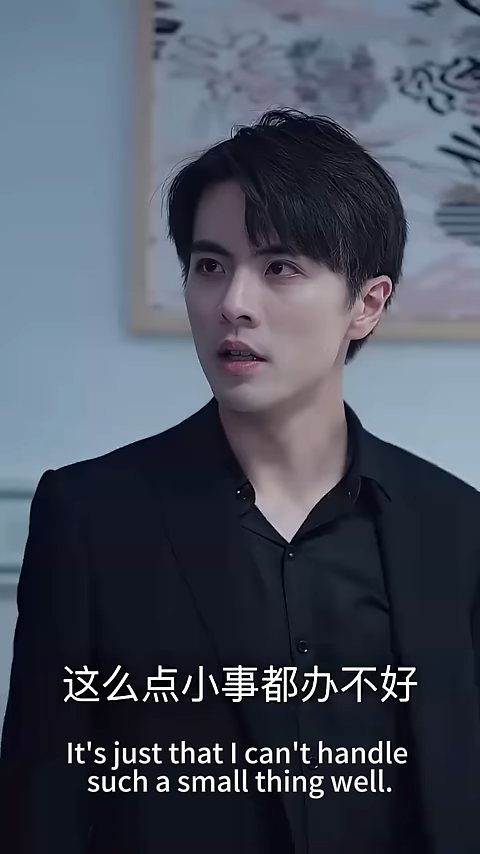 这么点小事都办不好
It's just that I can't handle
such a small thing well.